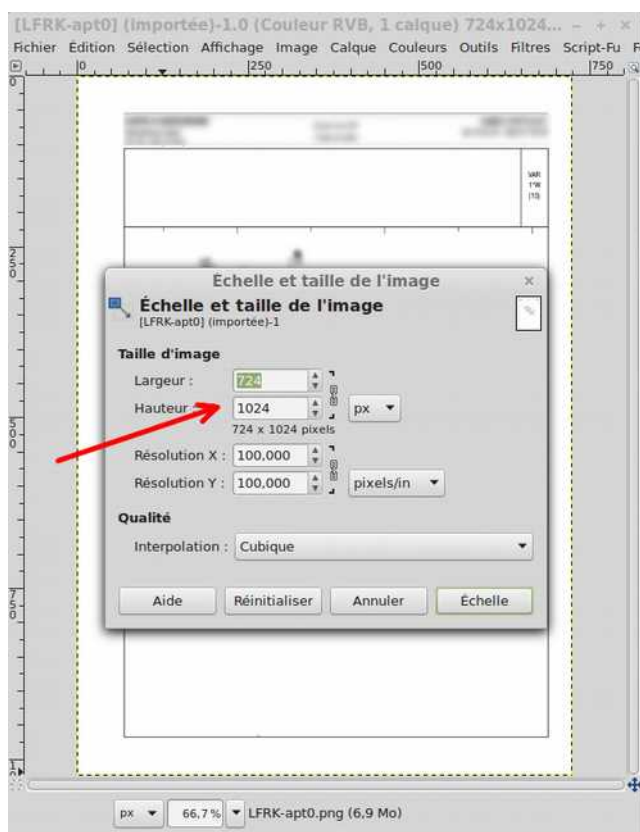 [LFRK-apt0] (importée)-1.0 (Couleur RVB, 1 calque) 724x1024...
Fichier Édition Sélection Affichage Image Calque Couleurs Outils Filtres Script-Fu
0 250 500 750
0
VAR
1°W
(10)
250
Échelle et taille de l'image
Échelle et taille de l'image
[LFRK-apt0] (importée)-1
Taille d'image
Largeur : 724
Hauteur 1024 px
724 x 1024 pixels
500
Résolution X : 100,000
Résolution Y : 100,000 pixels/in
Qualité
Interpolation : Cubique
750
Aide Réinitialiser Annuler Échelle
px 66,7 % LFRK-apt0.png (6,9 Mo)